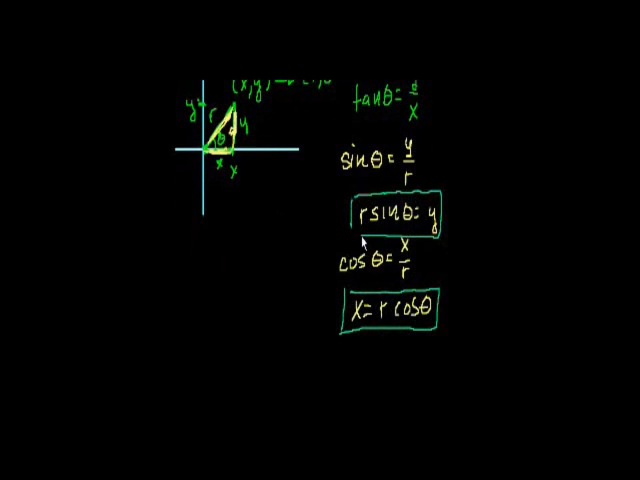 (x,y)
tanθ = y/x
y
r
y
θ
x
x
sinθ = y/r
r sinθ = y
cosθ = x/r
x = r cosθ